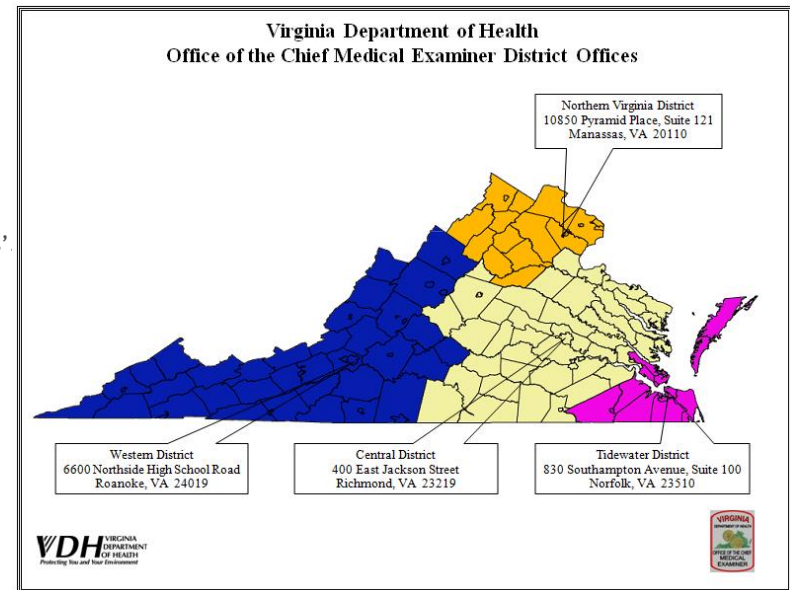 Virginia Department of Health
Office of the Chief Medical Examiner District Offices
Northern Virginia District
10850 Pyramid Place, Suite 121
Manassas, VA 20110
Western District
6600 Northside High School Road
Roanoke, VA 24019
Central District
400 East Jackson Street
Richmond, VA 23219
Tidewater District
830 Southampton Avenue, Suite 100
Norfolk, VA 23510
VDH VIRGINIA
DEPARTMENT
OF HEALTH
Protecting You and Your Environment
VIRGINIA
DEPARTMENT OF HEALTH
OFFICE OF THE CHIEF
MEDICAL
EXAMINER